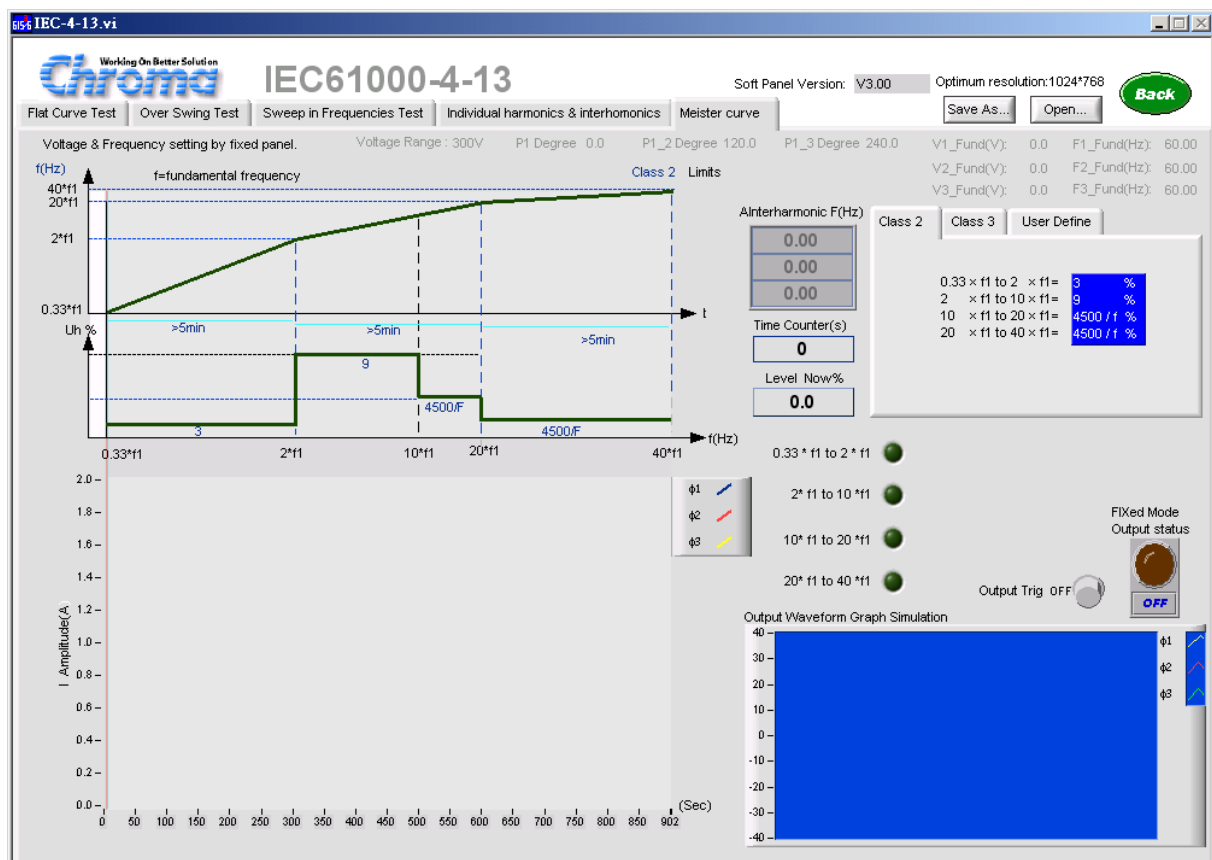 IEC-4-13.vi
Working On Better Solution
Chroma
IEC61000-4-13
Soft Panel Version: V3.00
Optimum resolution:1024*768
Save As...
Open...
Back
Flat Curve Test
Over Swing Test
Sweep in Frequencies Test
Individual harmonics & interhomonics
Meister curve
Voltage & Frequency setting by fixed panel.
Voltage Range : 300V
P1 Degree 0.0
P1_2 Degree 120.0
P1_3 Degree 240.0
V1_Fund(V): 0.0 F1_Fund(Hz): 60.00
V2_Fund(V): 0.0 F2_Fund(Hz): 60.00
V3_Fund(V): 0.0 F3_Fund(Hz): 60.00
f(Hz)
f=fundamental frequency
Class 2 Limits
40*f1
20*f1
2*f1
0.33*f1
t
>5min
>5min
>5min
Uh %
9
4500/F
3
4500/F
f(Hz)
0.33*f1
2*f1
10*f1
20*f1
40*f1
AInterharmonic F(Hz)
0.00
0.00
0.00
Time Counter(s)
0
Level Now%
0.0
Class 2
Class 3
User Define
0.33 × f1 to 2 × f1= 3 %
2 × f1 to 10 × f1= 9 %
10 × f1 to 20 × f1= 4500 / f %
20 × f1 to 40 × f1= 4500 / f %
0.33 * f1 to 2 * f1
2* f1 to 10 *f1
10* f1 to 20 *f1
20* f1 to 40 *f1
FIXed Mode
Output status
OFF
Output Trig OFF
ϕ1
ϕ2
ϕ3
I Amplitude(A
2.0
1.8
1.6
1.4
1.2
1.0
0.8
0.6
0.4
0.2
0.0
0 50 100 150 200 250 300 350 400 450 500 550 600 650 700 750 800 850 902
(Sec)
Output Waveform Graph Simulation
40
30
20
10
0
-10
-20
-30
-40
ϕ1
ϕ2
ϕ3